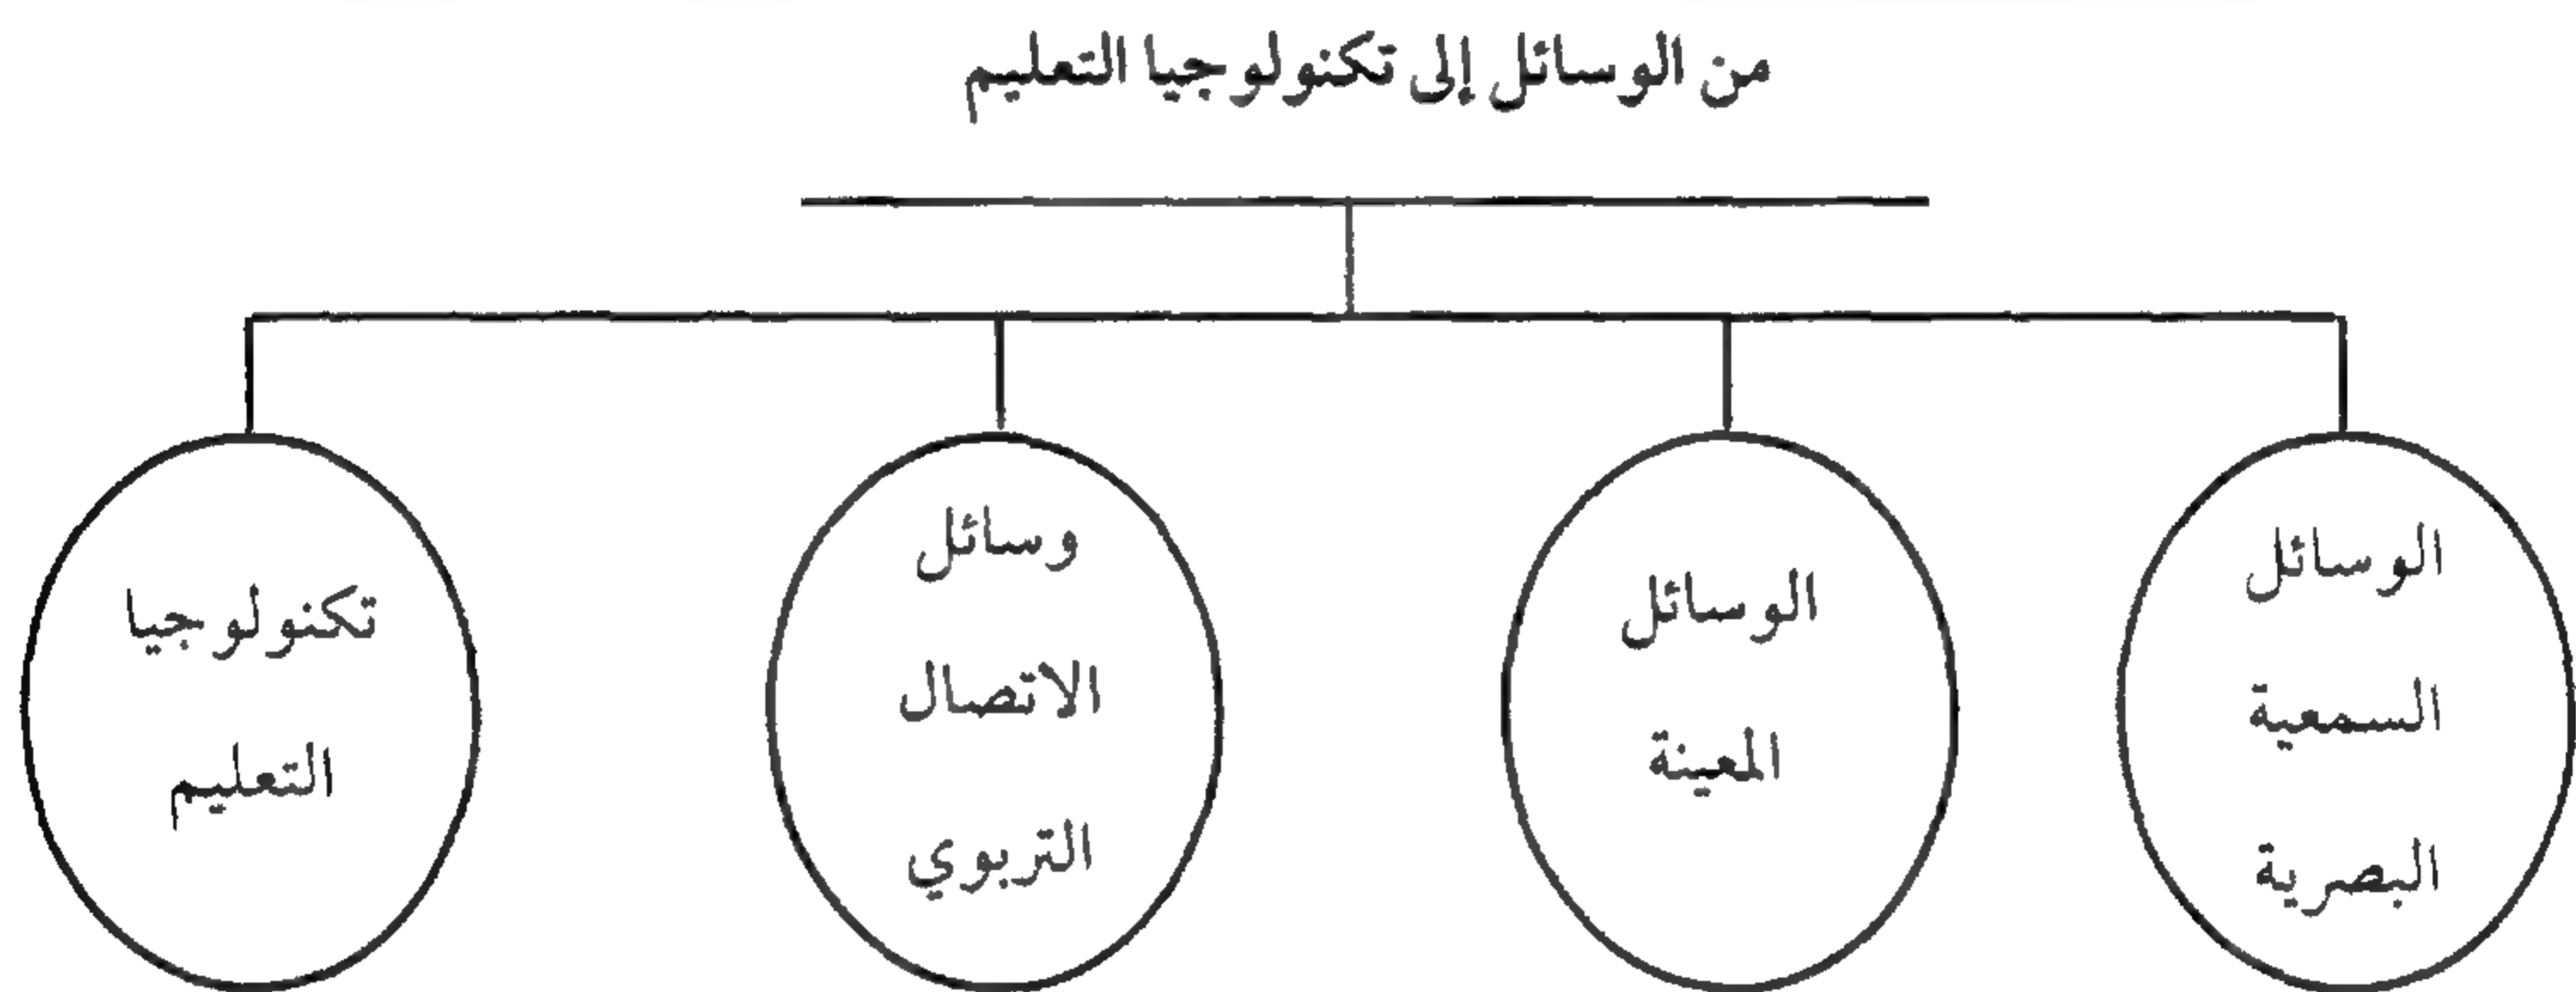 من الوسائل إلى تكنولوجيا التعليم
الوسائل
السمعية
البصرية
الوسائل
المعينة
وسائل
الاتصال
التربوي
تكنولوجيا
التعليم